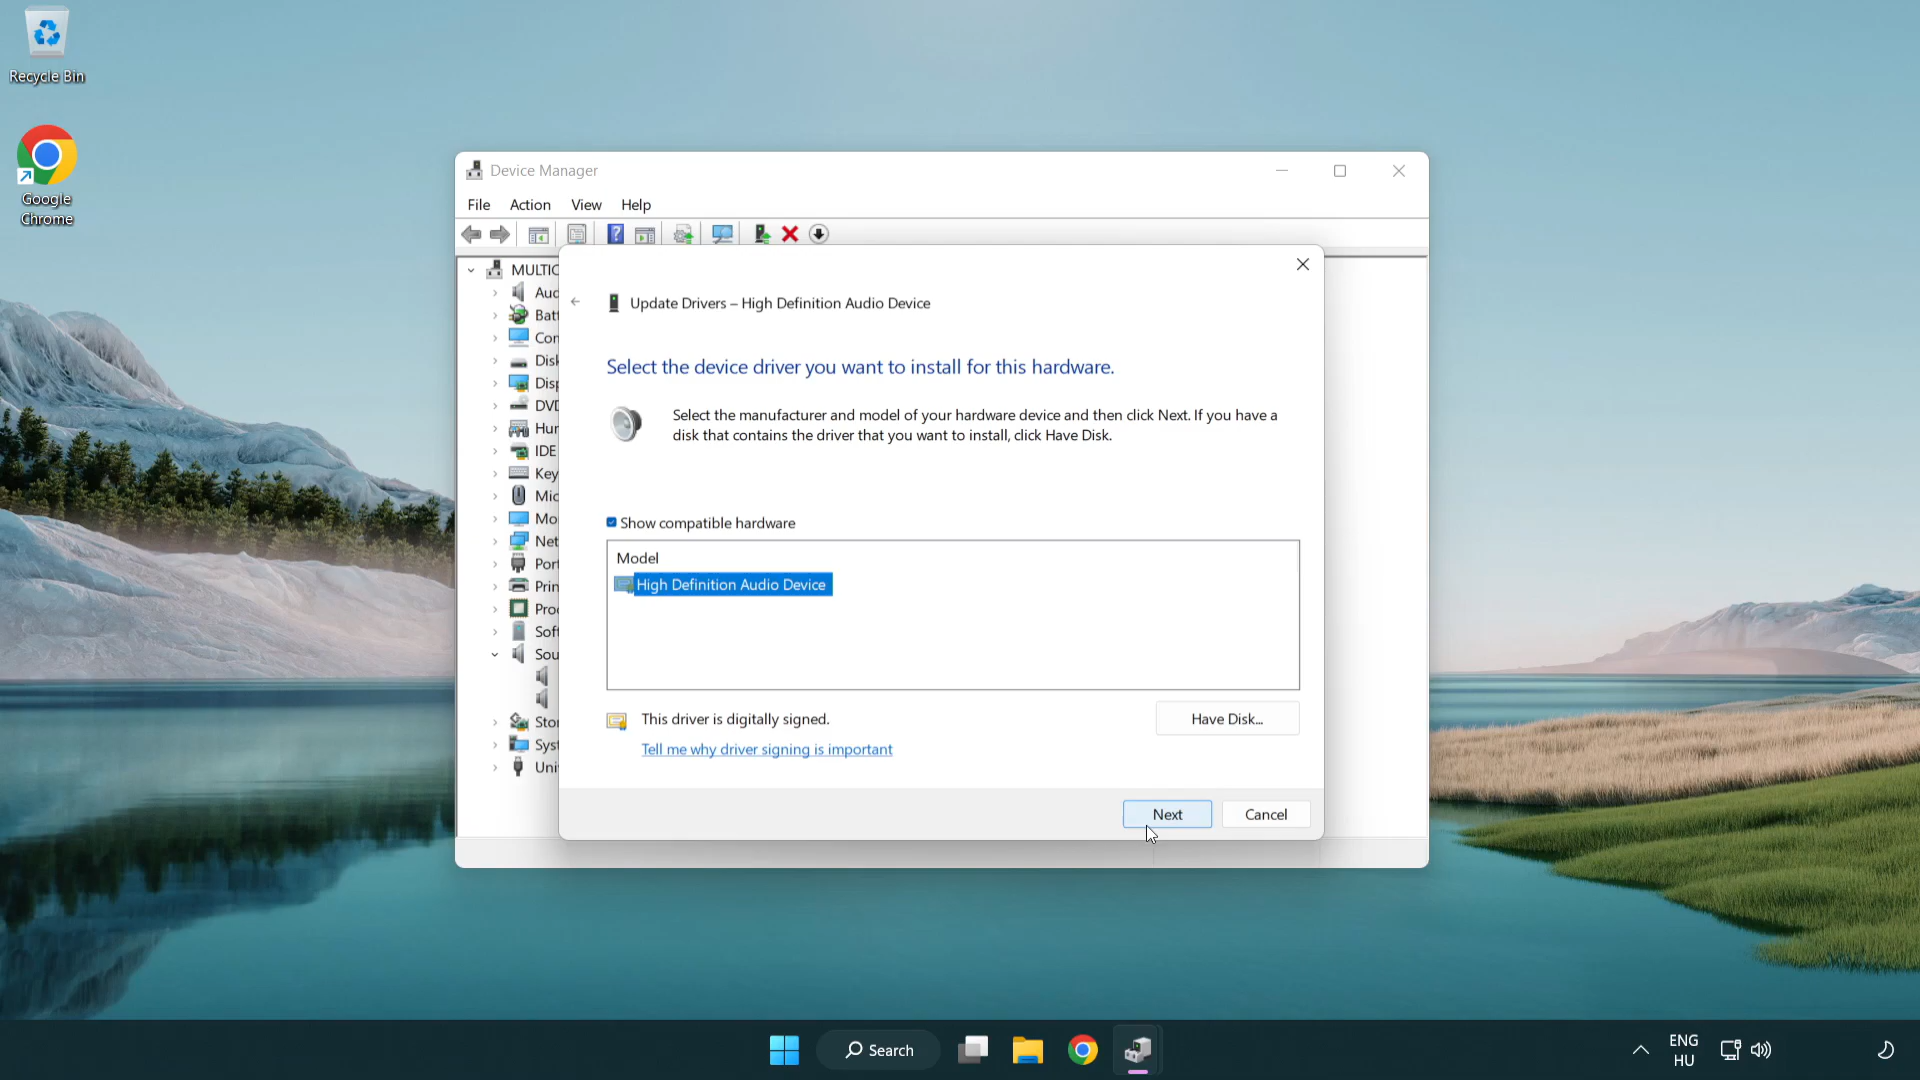 Recycle Bin
Google
Chrome
Device Manager
File Action View Help
MULTIC
Aud
Batt
Con
Disk
Disp
DVD
Hun
IDE
Key
Mic
Mo
Net
Port
Prin
Proc
Soft
Sou
Stor
Syst
Uni
Update Drivers – High Definition Audio Device
Select the device driver you want to install for this hardware.
Select the manufacturer and model of your hardware device and then click Next. If you have a
disk that contains the driver that you want to install, click Have Disk.
Show compatible hardware
Model
High Definition Audio Device
This driver is digitally signed.
Have Disk...
Tell me why driver signing is important
Next
Cancel
Search
ENG
HU